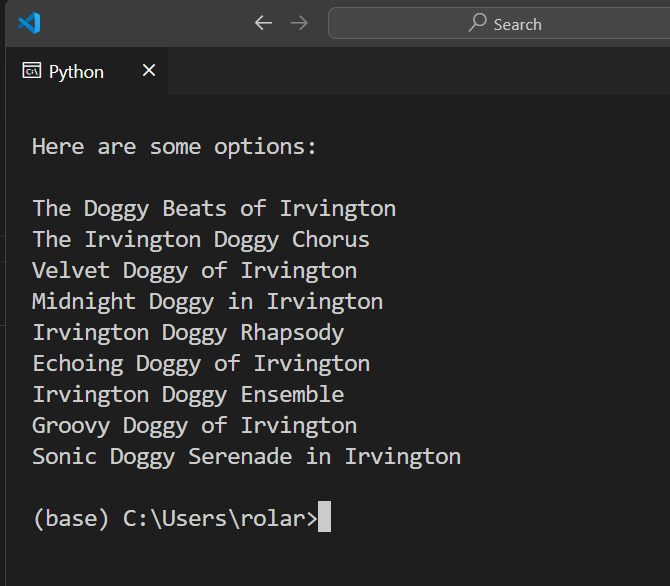 Search
Python
Here are some options:
The Doggy Beats of Irvington
The Irvington Doggy Chorus
Velvet Doggy of Irvington
Midnight Doggy in Irvington
Irvington Doggy Rhapsody
Echoing Doggy of Irvington
Irvington Doggy Ensemble
Groovy Doggy of Irvington
Sonic Doggy Serenade in Irvington
(base) C:\Users\rolar>